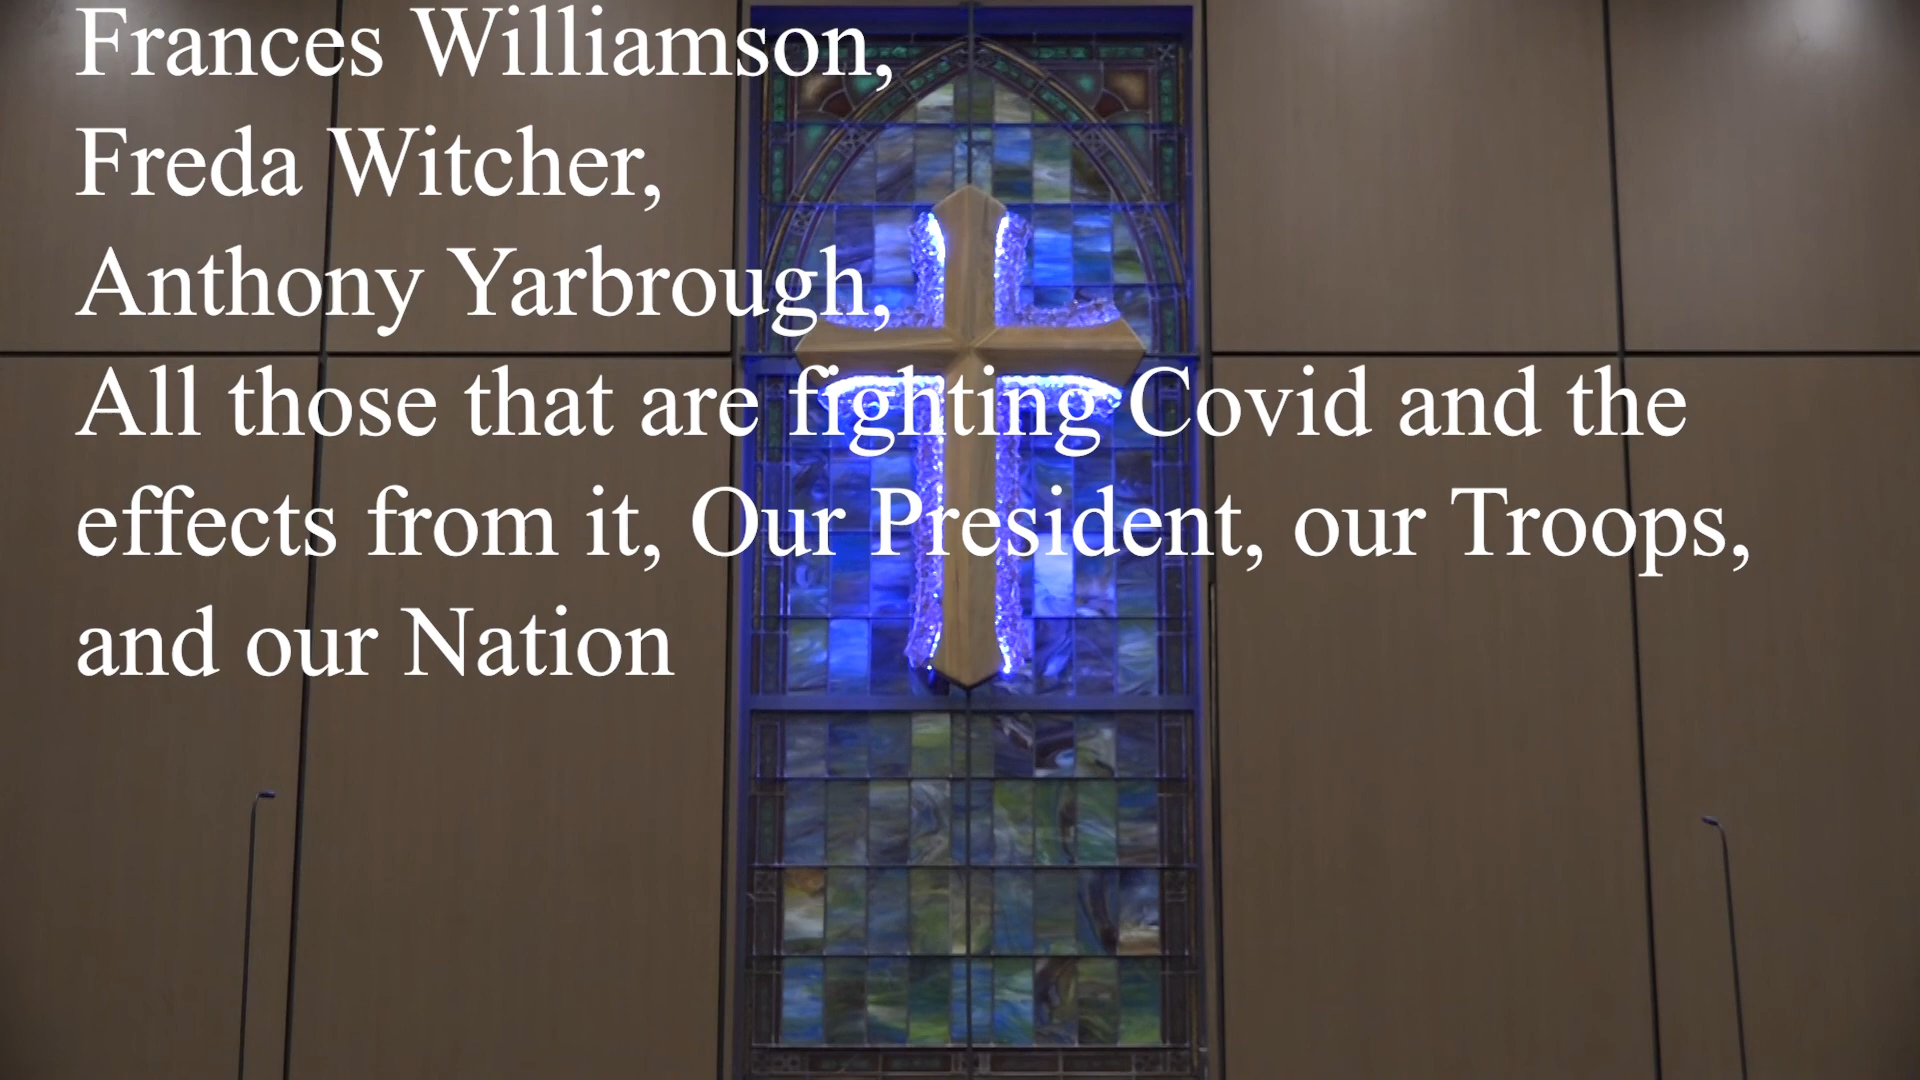 Frances Williamson,
Freda Witcher,
Anthony Yarbrough,
All those that are fighting Covid and the
effects from it, Our President, our Troops,
and our Nation